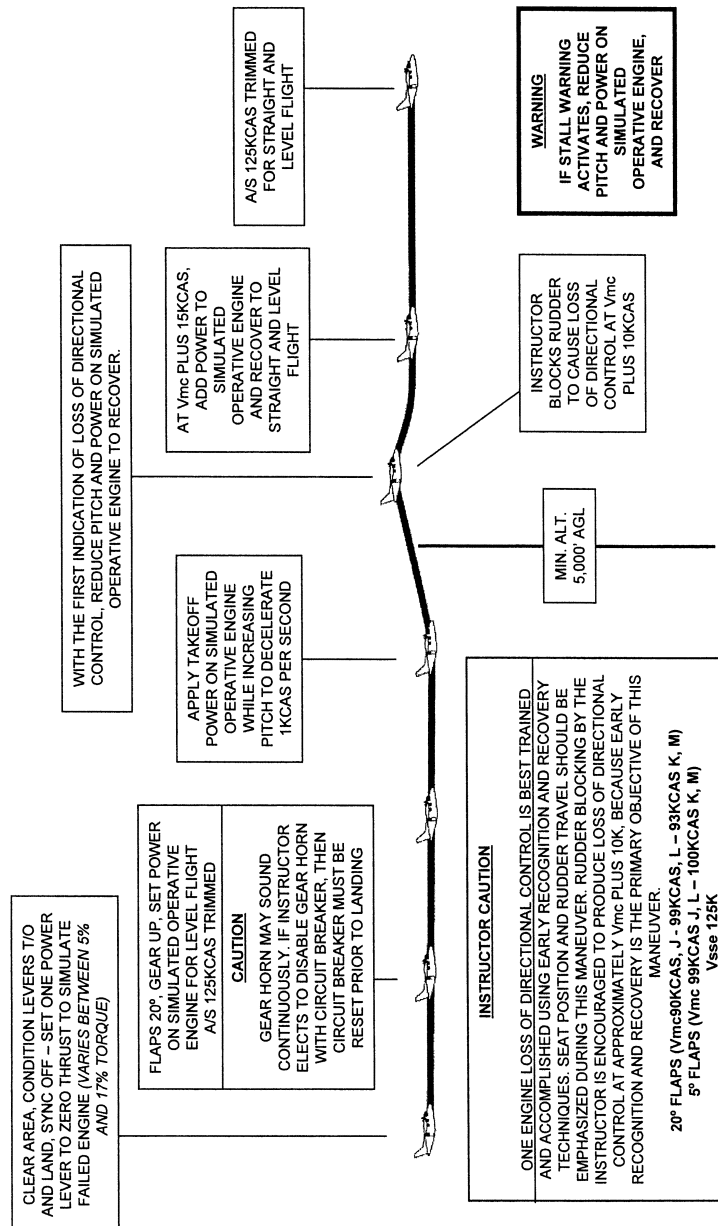 CLEAR AREA, CONDITION LEVERS T/O
AND LAND, SYNC OFF – SET ONE POWER
LEVER TO ZERO THRUST TO SIMULATE
FAILED ENGINE (VARIES BETWEEN 5%
AND 17% TORQUE)
FLAPS 20º, GEAR UP, SET POWER
ON SIMULATED OPERATIVE
ENGINE FOR LEVEL FLIGHT
A/S 125KCAS TRIMMED
CAUTION
GEAR HORN MAY SOUND
CONTINUOUSLY. IF INSTRUCTOR
ELECTS TO DISABLE GEAR HORN
WITH CIRCUIT BREAKER, THEN
CIRCUIT BREAKER MUST BE
RESET PRIOR TO LANDING
APPLY TAKEOFF
POWER ON SIMULATED
OPERATIVE ENGINE
WHILE INCREASING
PITCH TO DECELERATE
1KCAS PER SECOND
WITH THE FIRST INDICATION OF LOSS OF DIRECTIONAL
CONTROL, REDUCE PITCH AND POWER ON SIMULATED
OPERATIVE ENGINE TO RECOVER.
AT Vmc PLUS 15KCAS,
ADD POWER TO
SIMULATED
OPERATIVE ENGINE
AND RECOVER TO
STRAIGHT AND LEVEL
FLIGHT
A/S 125KCAS TRIMMED
FOR STRAIGHT AND
LEVEL FLIGHT
INSTRUCTOR CAUTION
ONE ENGINE LOSS OF DIRECTIONAL CONTROL IS BEST TRAINED
AND ACCOMPLISHED USING EARLY RECOGNITION AND RECOVERY
TECHNIQUES. SEAT POSITION AND RUDDER TRAVEL SHOULD BE
EMPHASIZED DURING THIS MANEUVER. RUDDER BLOCKING BY THE
INSTRUCTOR IS ENCOURAGED TO PRODUCE LOSS OF DIRECTIONAL
CONTROL AT APPROXIMATELY Vmc PLUS 10K, BECAUSE EARLY
RECOGNITION AND RECOVERY IS THE PRIMARY OBJECTIVE OF THIS
MANEUVER.
20º FLAPS (Vmc90KCAS, J - 99KCAS, L – 93KCAS K, M)
5º FLAPS (Vmc 99KCAS J, L – 100KCAS K, M)
Vsse 125K
MIN. ALT.
5,000' AGL
INSTRUCTOR
BLOCKS RUDDER
TO CAUSE LOSS
OF DIRECTIONAL
CONTROL AT Vmc
PLUS 10KCAS
WARNING
IF STALL WARNING
ACTIVATES, REDUCE
PITCH AND POWER ON
SIMULATED
OPERATIVE ENGINE,
AND RECOVER